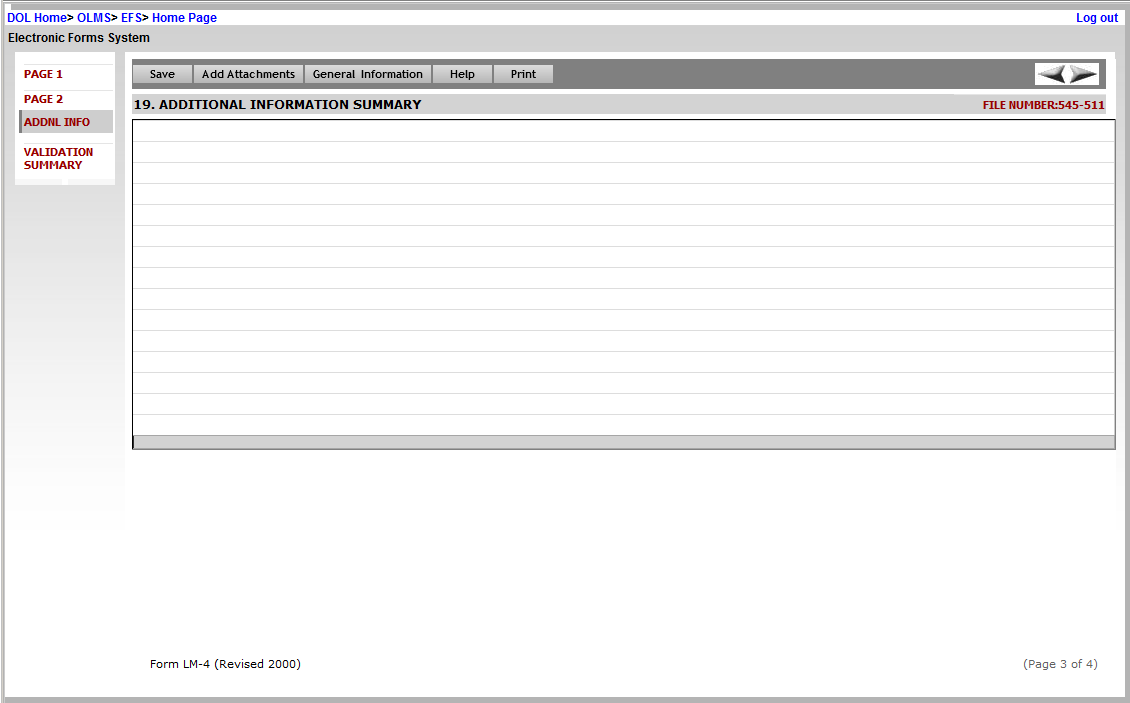 DOL Home> OLMS> EFS> Home Page Log out
Electronic Forms System
PAGE 1
PAGE 2
ADDNL INFO
VALIDATION
SUMMARY
Save Add Attachments General Information Help Print
19. ADDITIONAL INFORMATION SUMMARY FILE NUMBER:545-511
Form LM-4 (Revised 2000) (Page 3 of 4)